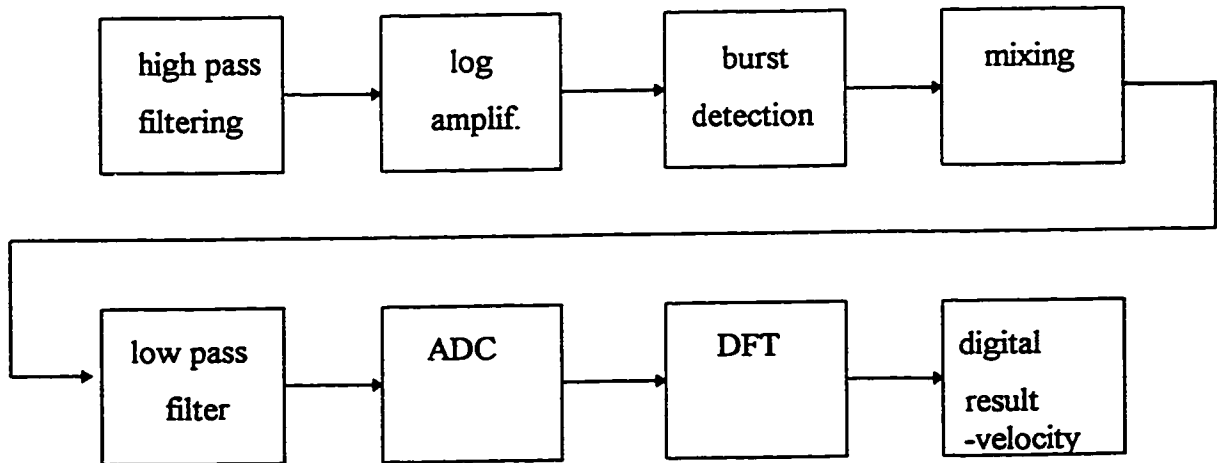 high pass
filtering
log
amplif.
burst
detection
mixing
low pass
filter
ADC
DFT
digital
result
-velocity